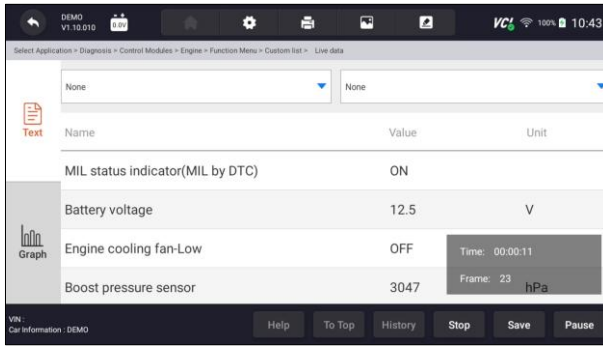 DEMO
V1.10.010
0.0V
VC!
100%
10:43
Select Application > Diagnosis > Control Modules > Engine > Function Menu > Custom list > Live data
None
None
Text
Name Value Unit
MIL status indicator(MIL by DTC) ON
Battery voltage 12.5 V
Graph
Engine cooling fan-Low OFF
Time: 00:00:11
Frame: 23
Boost pressure sensor 3047 hPa
VIN :
Car Information : DEMO
Help To Top History Stop Save Pause